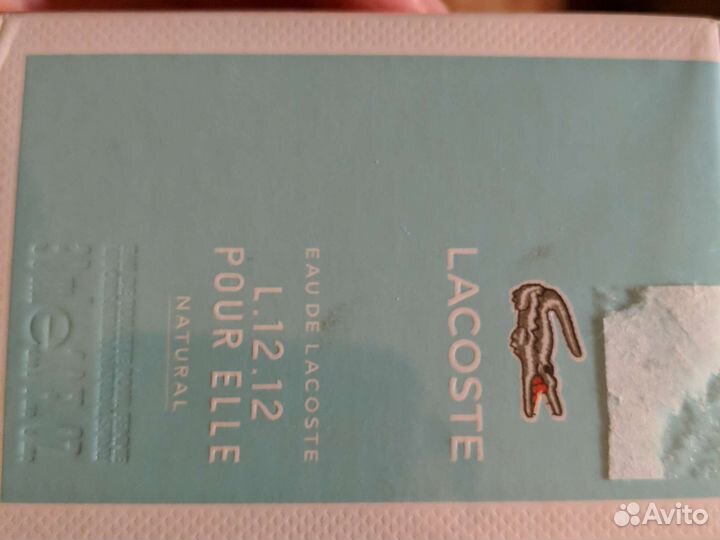 LACOSTE
EAU DE LACOSTE
L.12.12
POUR ELLE
NATURAL
Avito